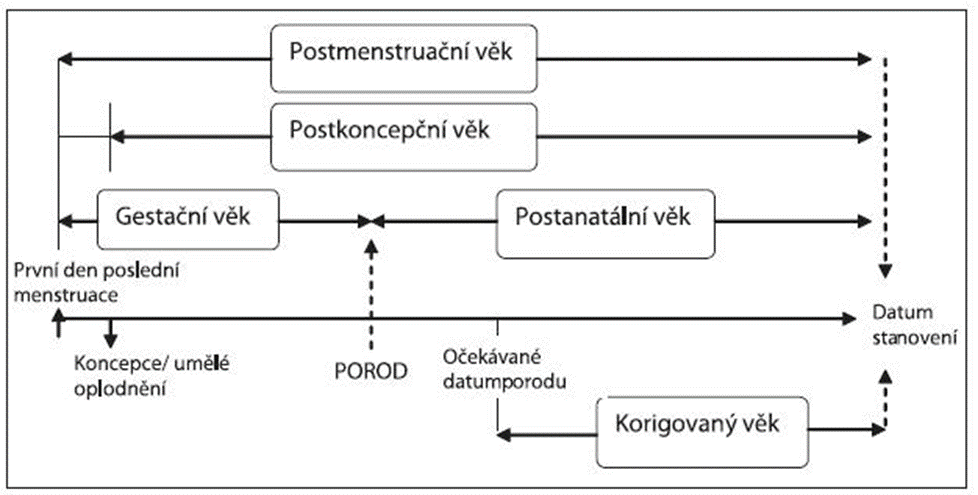 Postmenstruační věk
Postkoncepční věk
Gestační věk
Postanatální věk
První den poslední
menstruace
Koncepce/ umělé
oplodnění
POROD
Očekávané
datumporodu
Datum
stanovení
Korigovaný věk